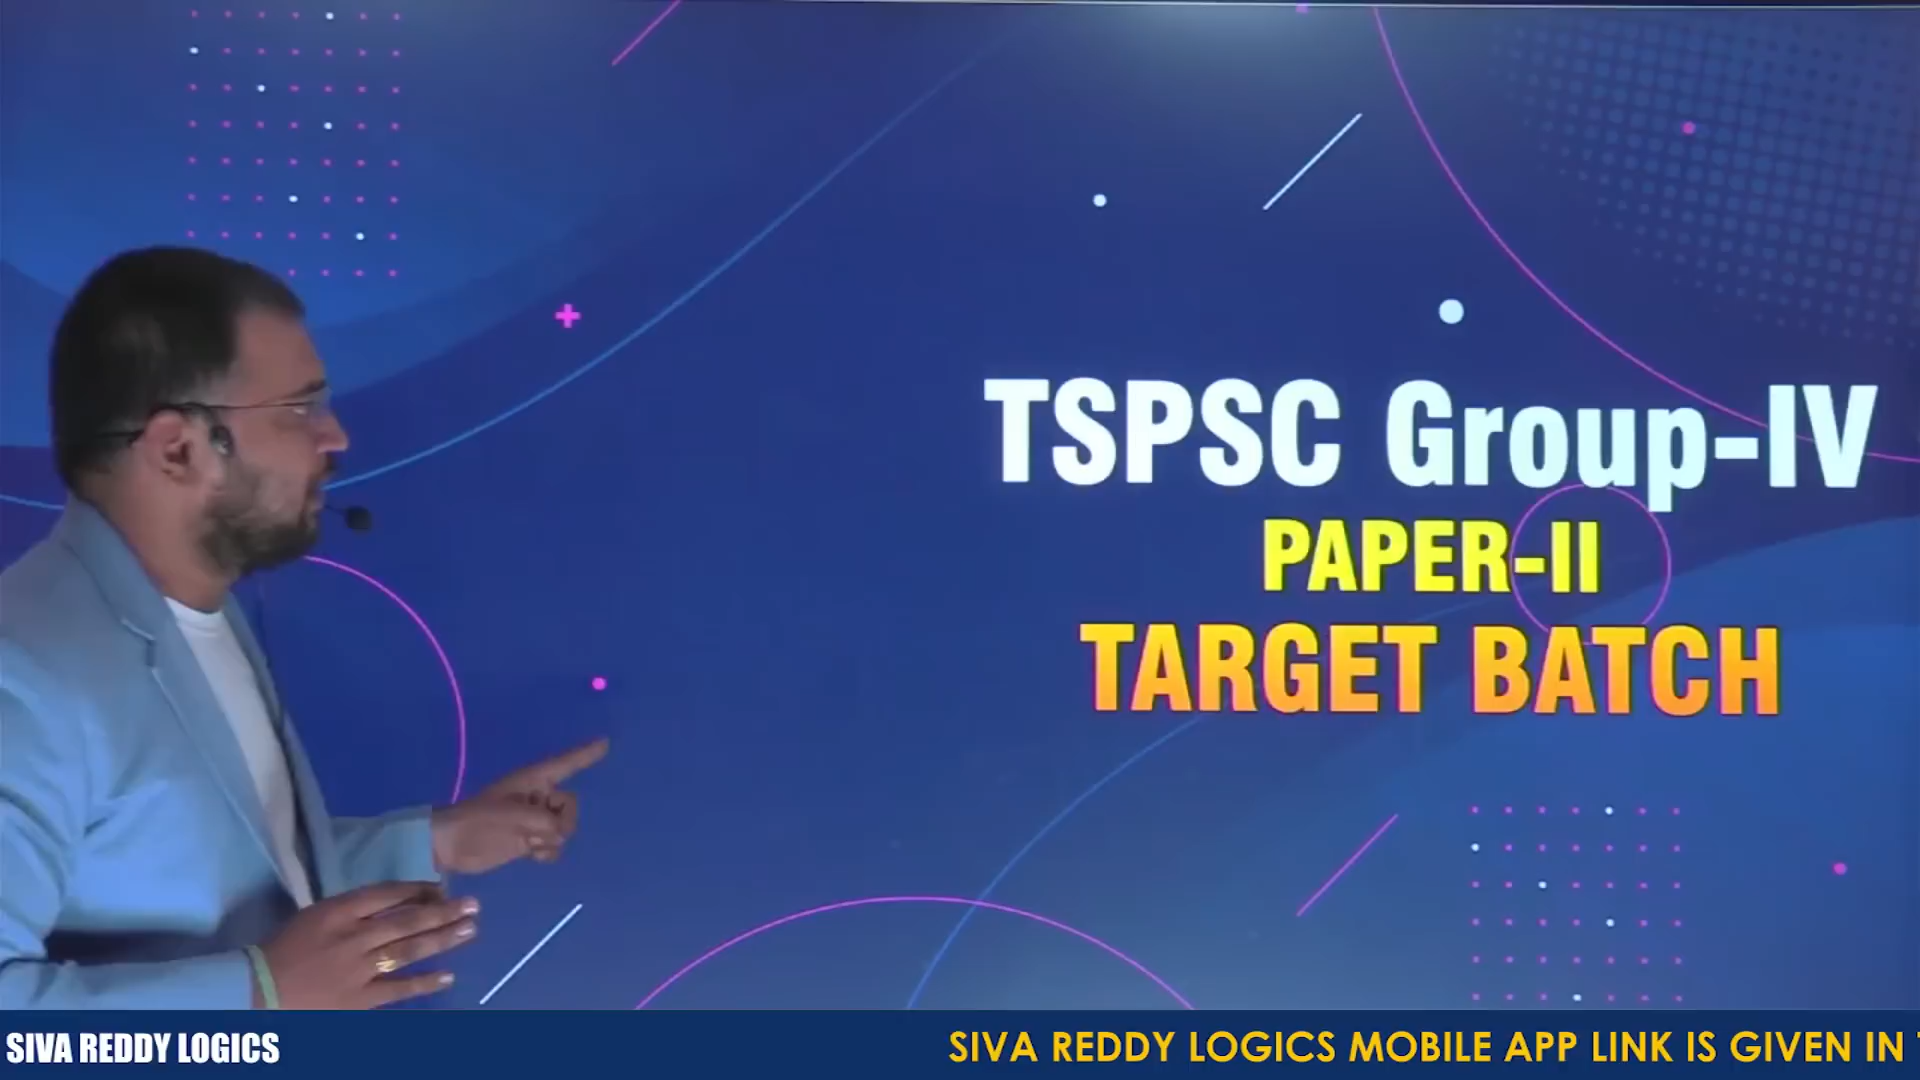 TSPSC Group-IV
PAPER-II
TARGET BATCH
SIVA REDDY LOGICS
SIVA REDDY LOGICS MOBILE APP LINK IS GIVEN IN